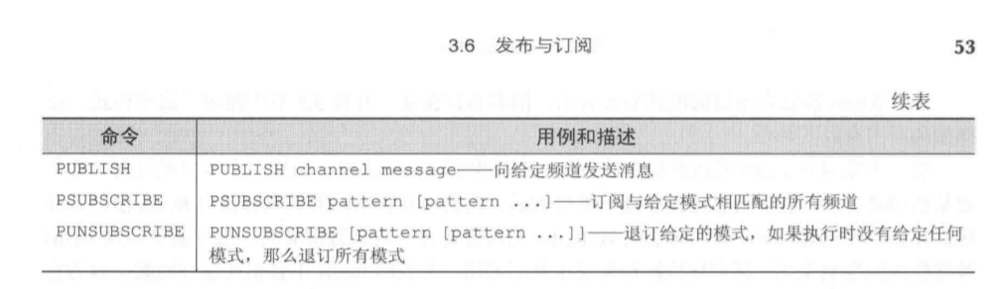 3.6 发布与订阅 53
续表
命令 用例和描述
PUBLISH PUBLISH channel message——向给定频道发送消息
PSUBSCRIBE PSUBSCRIBE pattern [pattern ...]——订阅与给定模式相匹配的所有频道
PUNSUBSCRIBE PUNSUBSCRIBE [pattern [pattern ...]]——退订给定的模式，如果执行时没有给定任何
模式，那么退订所有模式